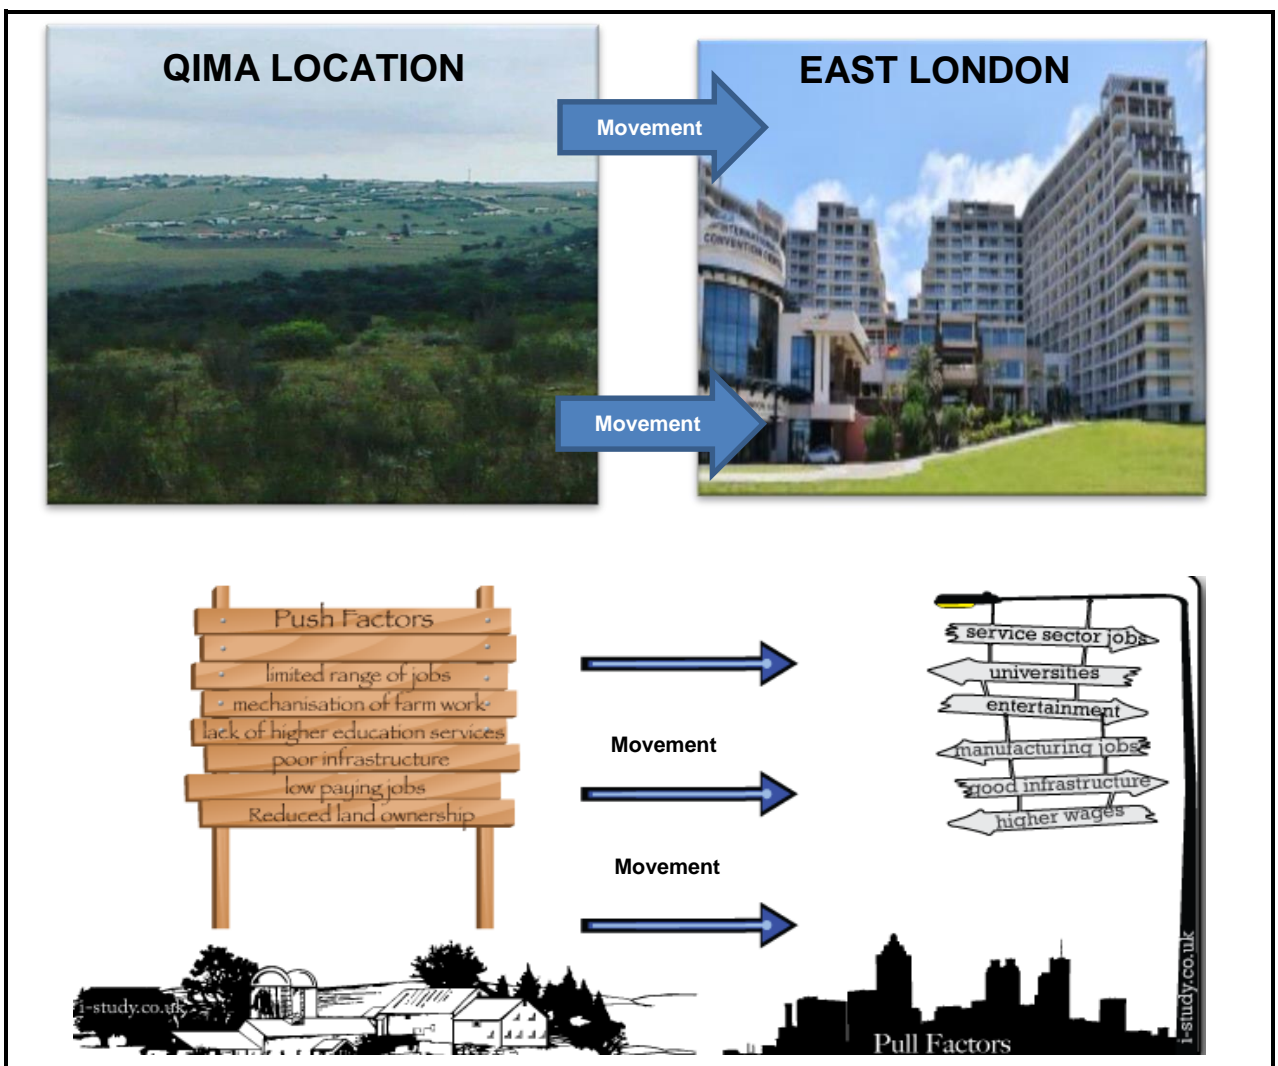 QIMA LOCATION
EAST LONDON
Movement
INTERNATIONAL
CONVENTION
Movement
Push Factors
limited range of jobs
mechanisation of farm work
lack of higher education services
poor infrastructure
low paying jobs
Reduced land ownership
Movement
Movement
service sector jobs
universities
entertainment
manufacturing jobs
good infrastructure
higher wages
i-study.co.uk
i-study.co.uk
Pull Factors